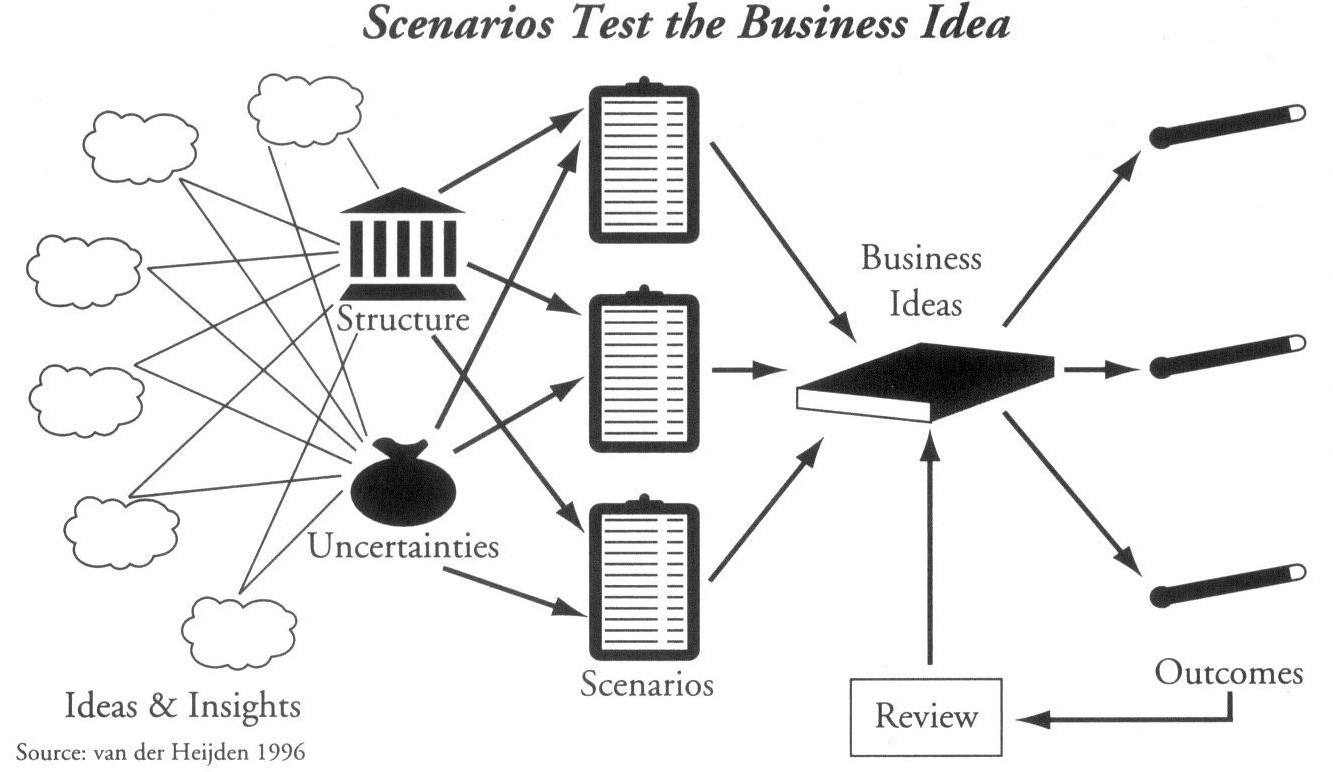 Scenarios Test the Business Idea
Business
Ideas
Structure
Uncertainties
Scenarios
Outcomes
Review
Ideas & Insights
Source: van der Heijden 1996